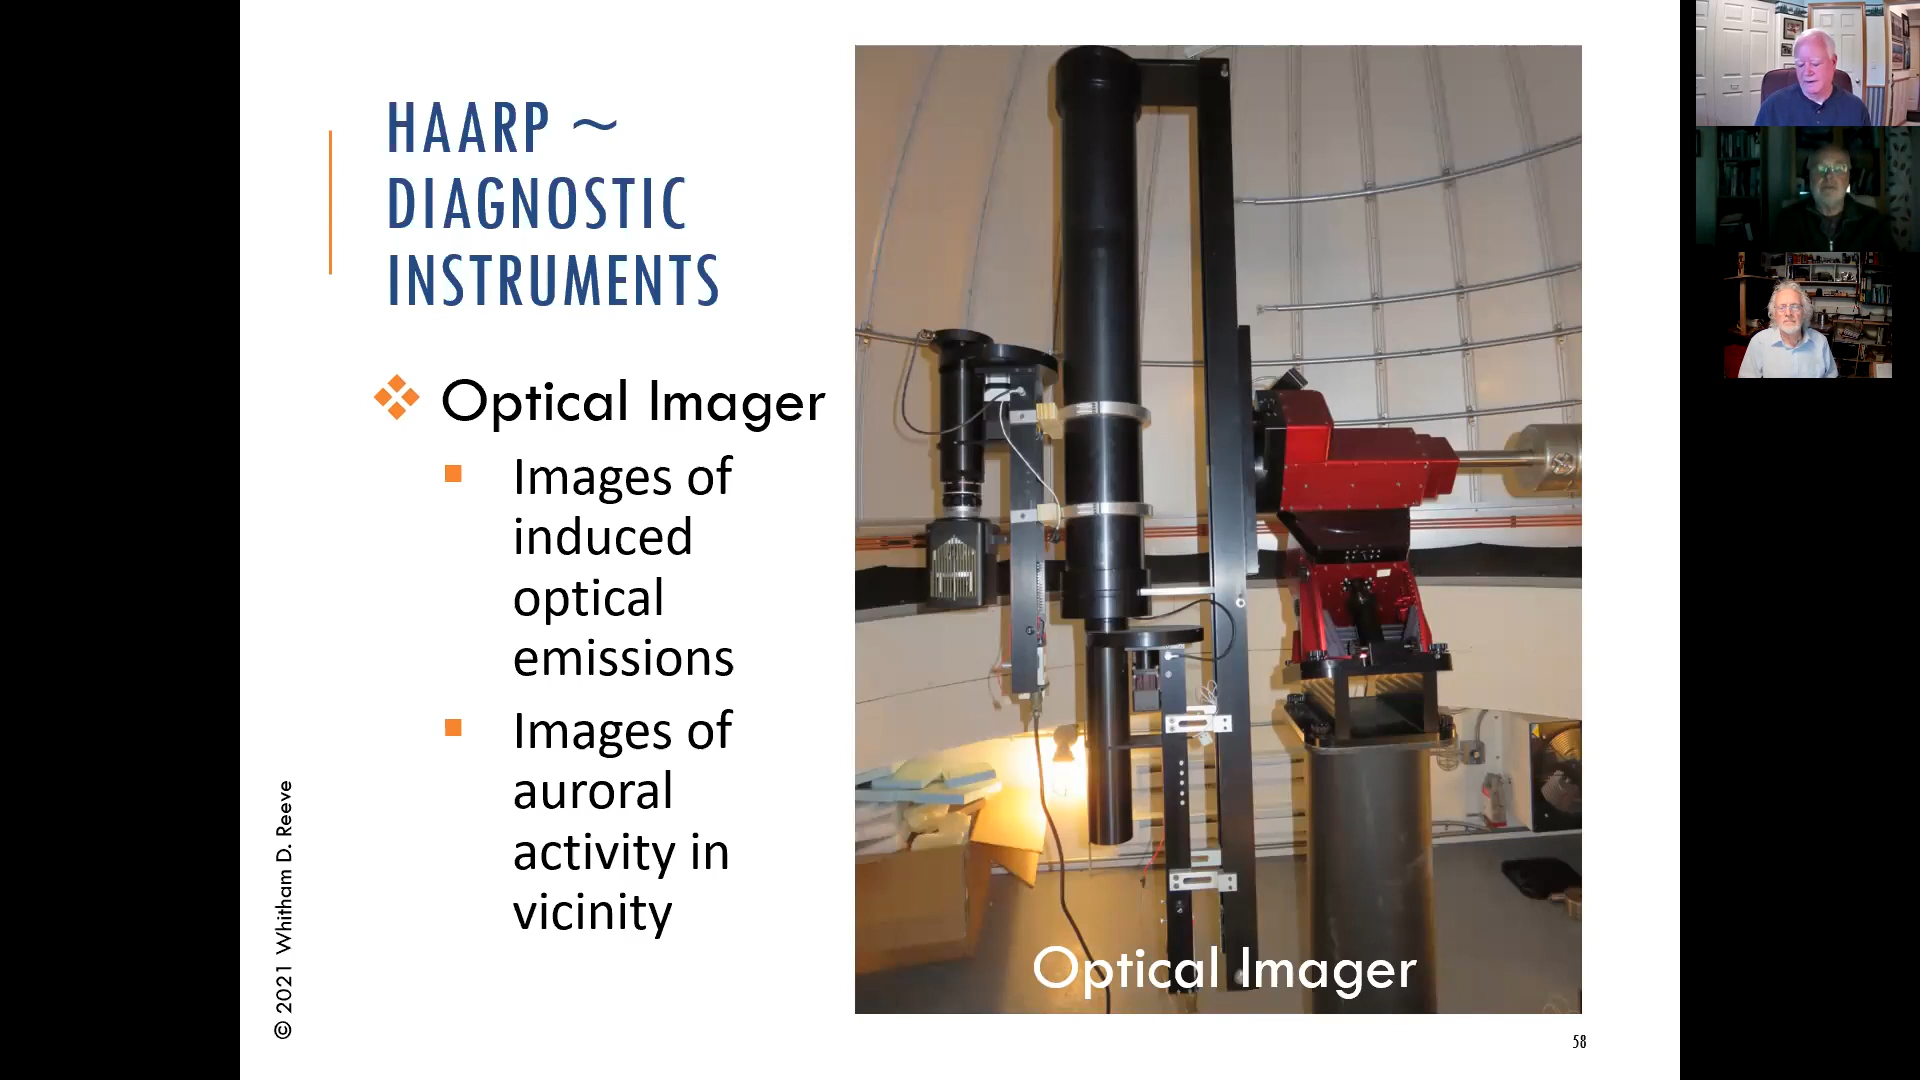 HAARP ~
DIAGNOSTIC
INSTRUMENTS
Optical Imager
Images of
induced
optical
emissions
Images of
auroral
activity in
vicinity
Optical Imager
© 2021 Whitham D. Reeve
58